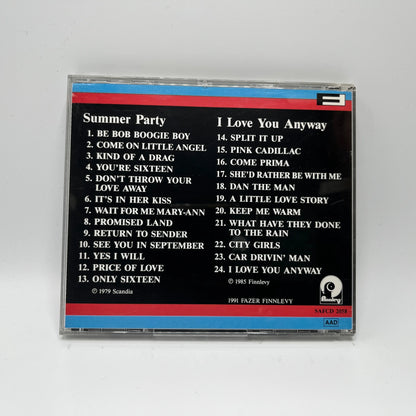 Summer Party
1. BE BOB BOOGIE BOY
2. COME ON LITTLE ANGEL
3. KIND OF A DRAG
4. YOU'RE SIXTEEN
5. DON'T THROW YOUR
LOVE AWAY
6. IT'S IN HER KISS
7. WAIT FOR ME MARY-ANN
8. PROMISED LAND
9. RETURN TO SENDER
10. SEE YOU IN SEPTEMBER
11. YES I WILL
12. PRICE OF LOVE
13. ONLY SIXTEEN
℗ 1979 Scandia
I Love You Anyway
14. SPLIT IT UP
15. PINK CADILLAC
16. COME PRIMA
17. SHE'D RATHER BE WITH ME
18. DAN THE MAN
19. A LITTLE LOVE STORY
20. KEEP ME WARM
21. WHAT HAVE THEY DONE
TO THE RAIN
22. CITY GIRLS
23. CAR DRIVIN' MAN
24. I LOVE YOU ANYWAY
℗ 1985 Finnlevy
1991 FAZER FINNLEVY
Finnlevy
SAFCD 2058
AAD